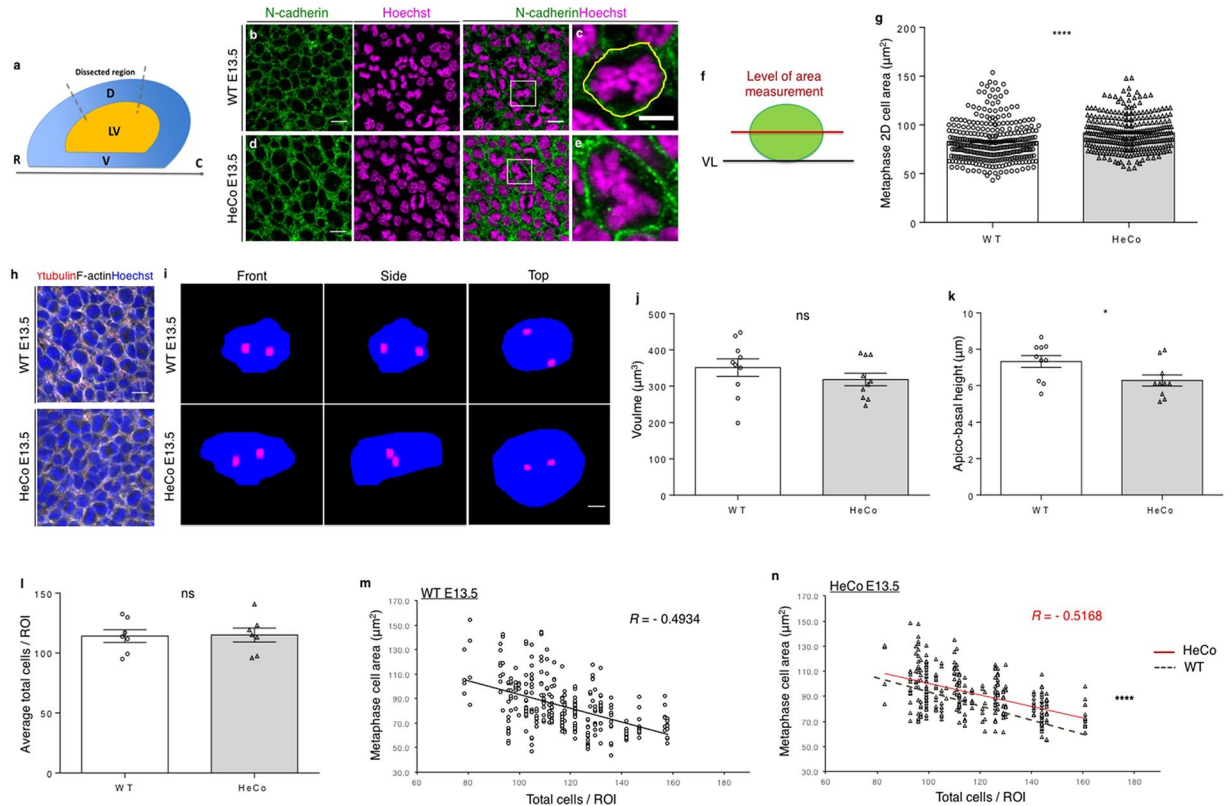 a
Dissected region
D
LV
R V C
N-cadherin Hoechst N-cadherinHoechst
b c
WT E13.5
d e
HeCo E13.5
f
Level of area
measurement
VL
g
****
Metaphase 2D cell area (µm²)
200
150
100
50
0
WT HeCo
h
γtubulinF-actinHoechst
WT E13.5
HeCo E13.5
i
Front Side Top
WT E13.5
HeCo E13.5
j
ns
Voulme (µm³)
500
400
300
200
100
0
WT HeCo
k
*
Apico-basal height (µm)
10
8
6
4
2
0
WT HeCo
l
ns
Average total cells / ROI
150
100
50
0
WT HeCo
m
WT E13.5
R = - 0.4934
Metaphase cell area (µm²)
170.0
150.0
130.0
110.0
90.0
70.0
50.0
30.0
60 80 100 120 140 160 180
Total cells / ROI
n
HeCo E13.5
R = - 0.5168
Metaphase cell area (µm²)
170.0
150.0
130.0
110.0
90.0
70.0
50.0
30.0
60 80 100 120 140 160 180
Total cells / ROI
HeCo
WT
****